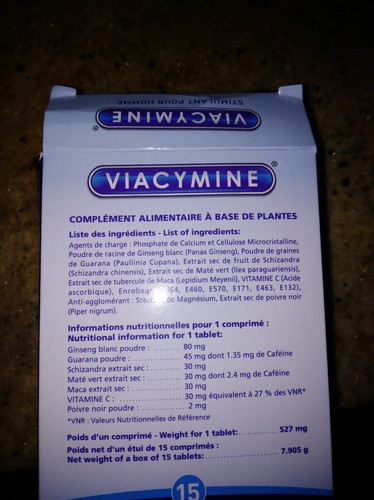 STIMULANT POUR HOMME
VIACYMINE®
VIACYMINE®
COMPLÉMENT ALIMENTAIRE À BASE DE PLANTES
Liste des ingrédients - List of ingredients:
Agents de charge : Phosphate de Calcium et Cellulose Microcristalline,
Poudre de racine de Ginseng blanc (Panax Ginseng), Poudre de graines
de Guarana (Paullinia Cupana), Extrait sec de fruit de Schizandra
(Schizandra chinensis), Extrait sec de Maté vert (Ilex paraguariensis),
Extrait sec de tubercule de Maca (Lepidium Meyenii), VITAMINE C (Acide
ascorbique), E460, E570, E171, E463, E132),
Anti-agglomérant : Magnésium, Extrait sec de poivre noir
(Piper nigrum).
Informations nutritionnelles pour 1 comprimé :
Nutritional information for 1 tablet:
Ginseng blanc poudre : 80 mg
Guarana poudre : 45 mg dont 1.35 mg de Caféine
Schizandra extrait sec : 30 mg
Maté vert extrait sec : 30 mg dont 2.4 mg de Caféine
Maca extrait sec : 30 mg
VITAMINE C : 30 mg équivalent à 27 % des VNR*
Poivre noir poudre : 2 mg
*VNR : Valeurs Nutritionnelles de Référence
Poids d'un comprimé - Weight for 1 tablet: 527 mg
Poids net d'un étui de 15 comprimés :
Net weight of a box of 15 tablets: 7.905 g
15